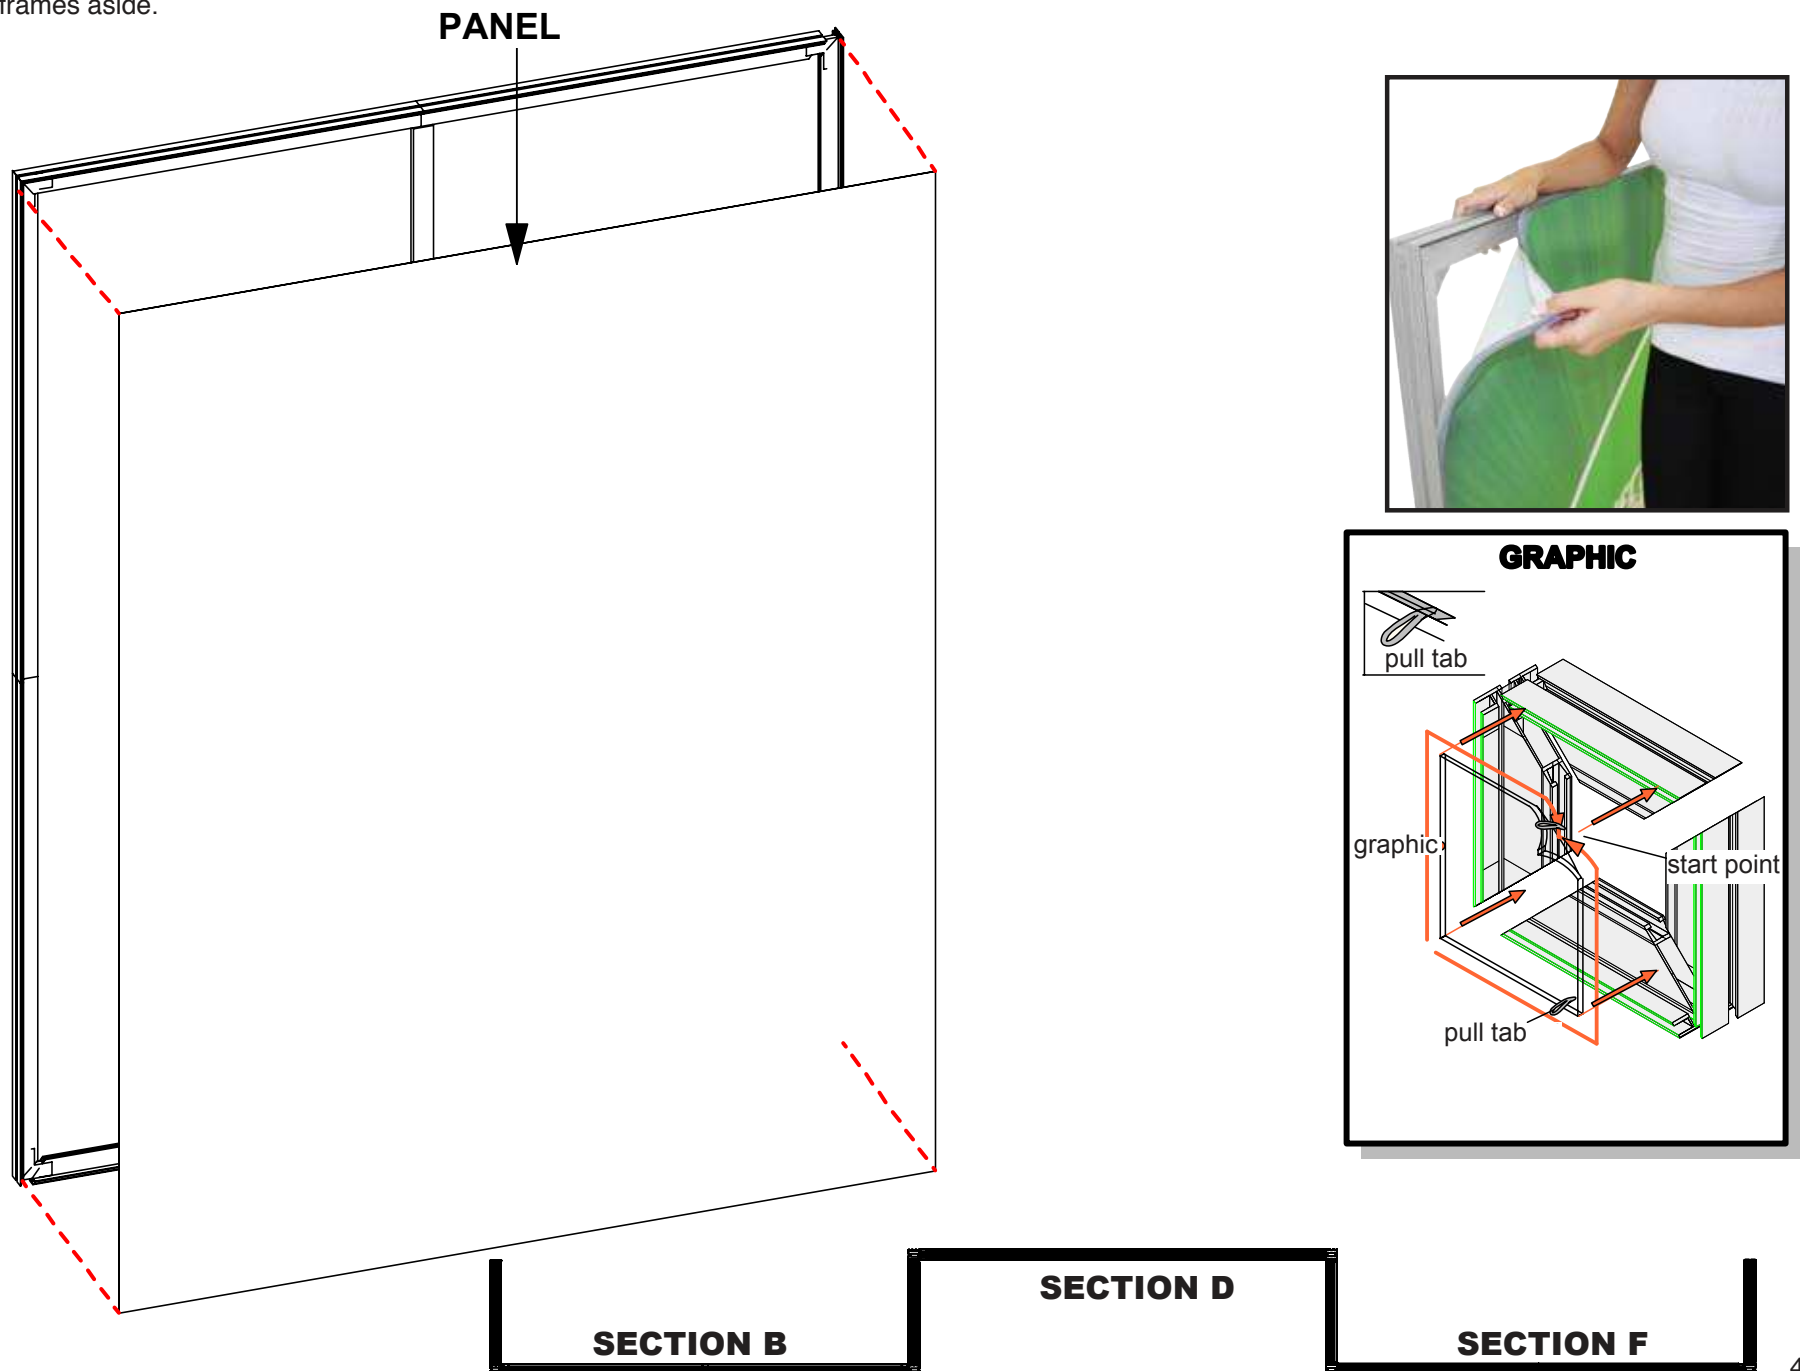 frames aside.
PANEL
GRAPHIC
pull tab
graphic
start point
pull tab
SECTION D
SECTION B
SECTION F